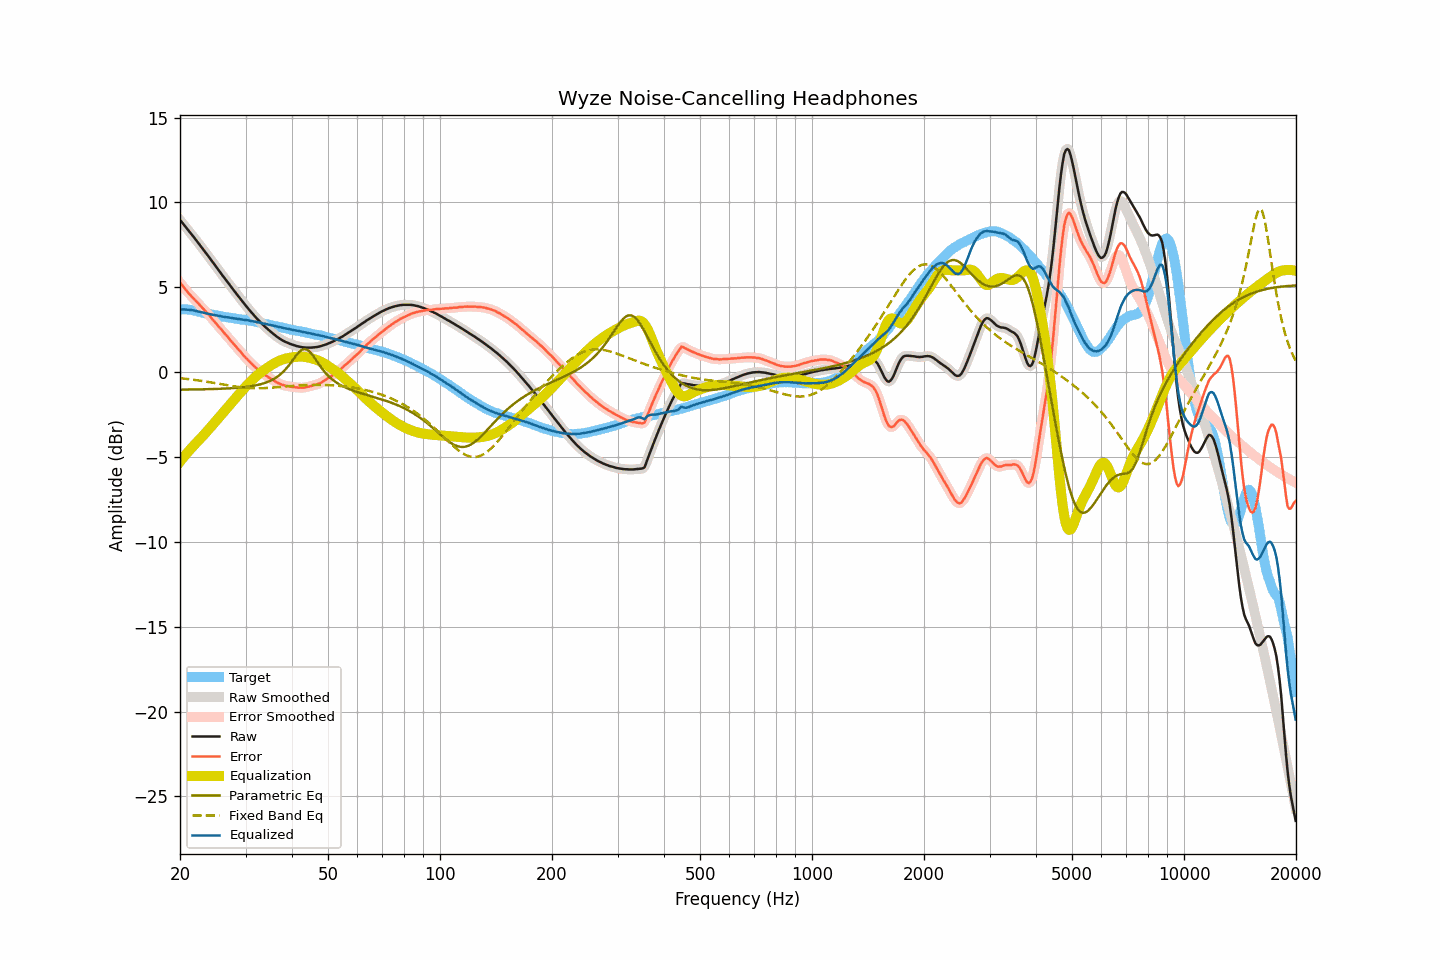 Wyze Noise-Cancelling Headphones
15
10
5
0
−5
−10
−15
−20
−25
Amplitude (dBr)
Target
Raw Smoothed
Error Smoothed
Raw
Error
Equalization
Parametric Eq
Fixed Band Eq
Equalized
20 50 100 200 500 1000 2000 5000 10000 20000
Frequency (Hz)